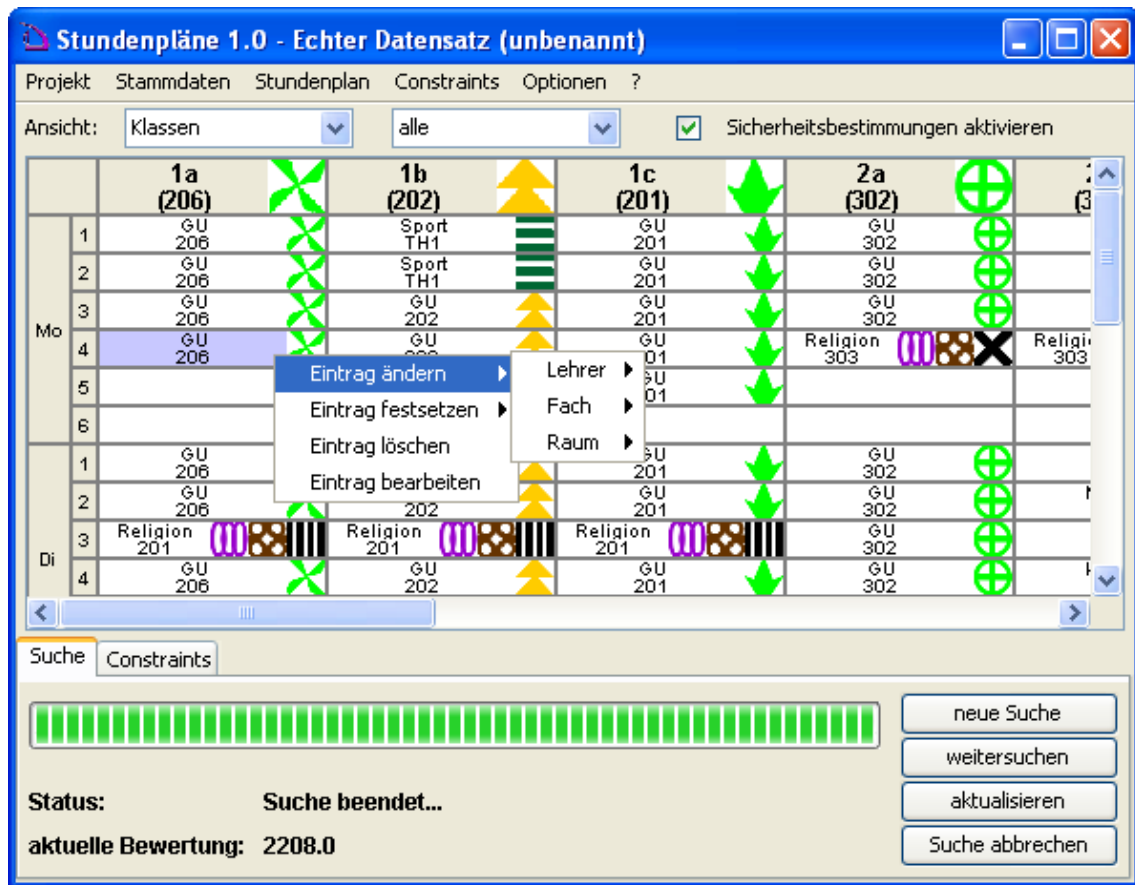 Stundenpläne 1.0 - Echter Datensatz (unbenannt)
Projekt Stammdaten Stundenplan Constraints Optionen ?
Ansicht: Klassen alle Sicherheitsbestimmungen aktivieren
1a 1b 1c 2a
(206) (202) (201) (302)
Mo
1 GU Sport GU GU
206 TH1 201 302
2 GU Sport GU GU
206 TH1 201 302
3 GU GU GU GU
206 202 201 302
4 GU GU GU Religion
206 303
5
6
Eintrag ändern
Eintrag festsetzen
Eintrag löschen
Eintrag bearbeiten
Lehrer
Fach
Raum
Di
1 GU GU GU
206 201 302
2 GU GU GU
206 202 201 302
3 Religion Religion Religion GU
201 201 201 302
4 GU GU GU GU
206 202 201 302
Suche Constraints
neue Suche
weitersuchen
Status: Suche beendet... aktualisieren
aktuelle Bewertung: 2208.0 Suche abbrechen